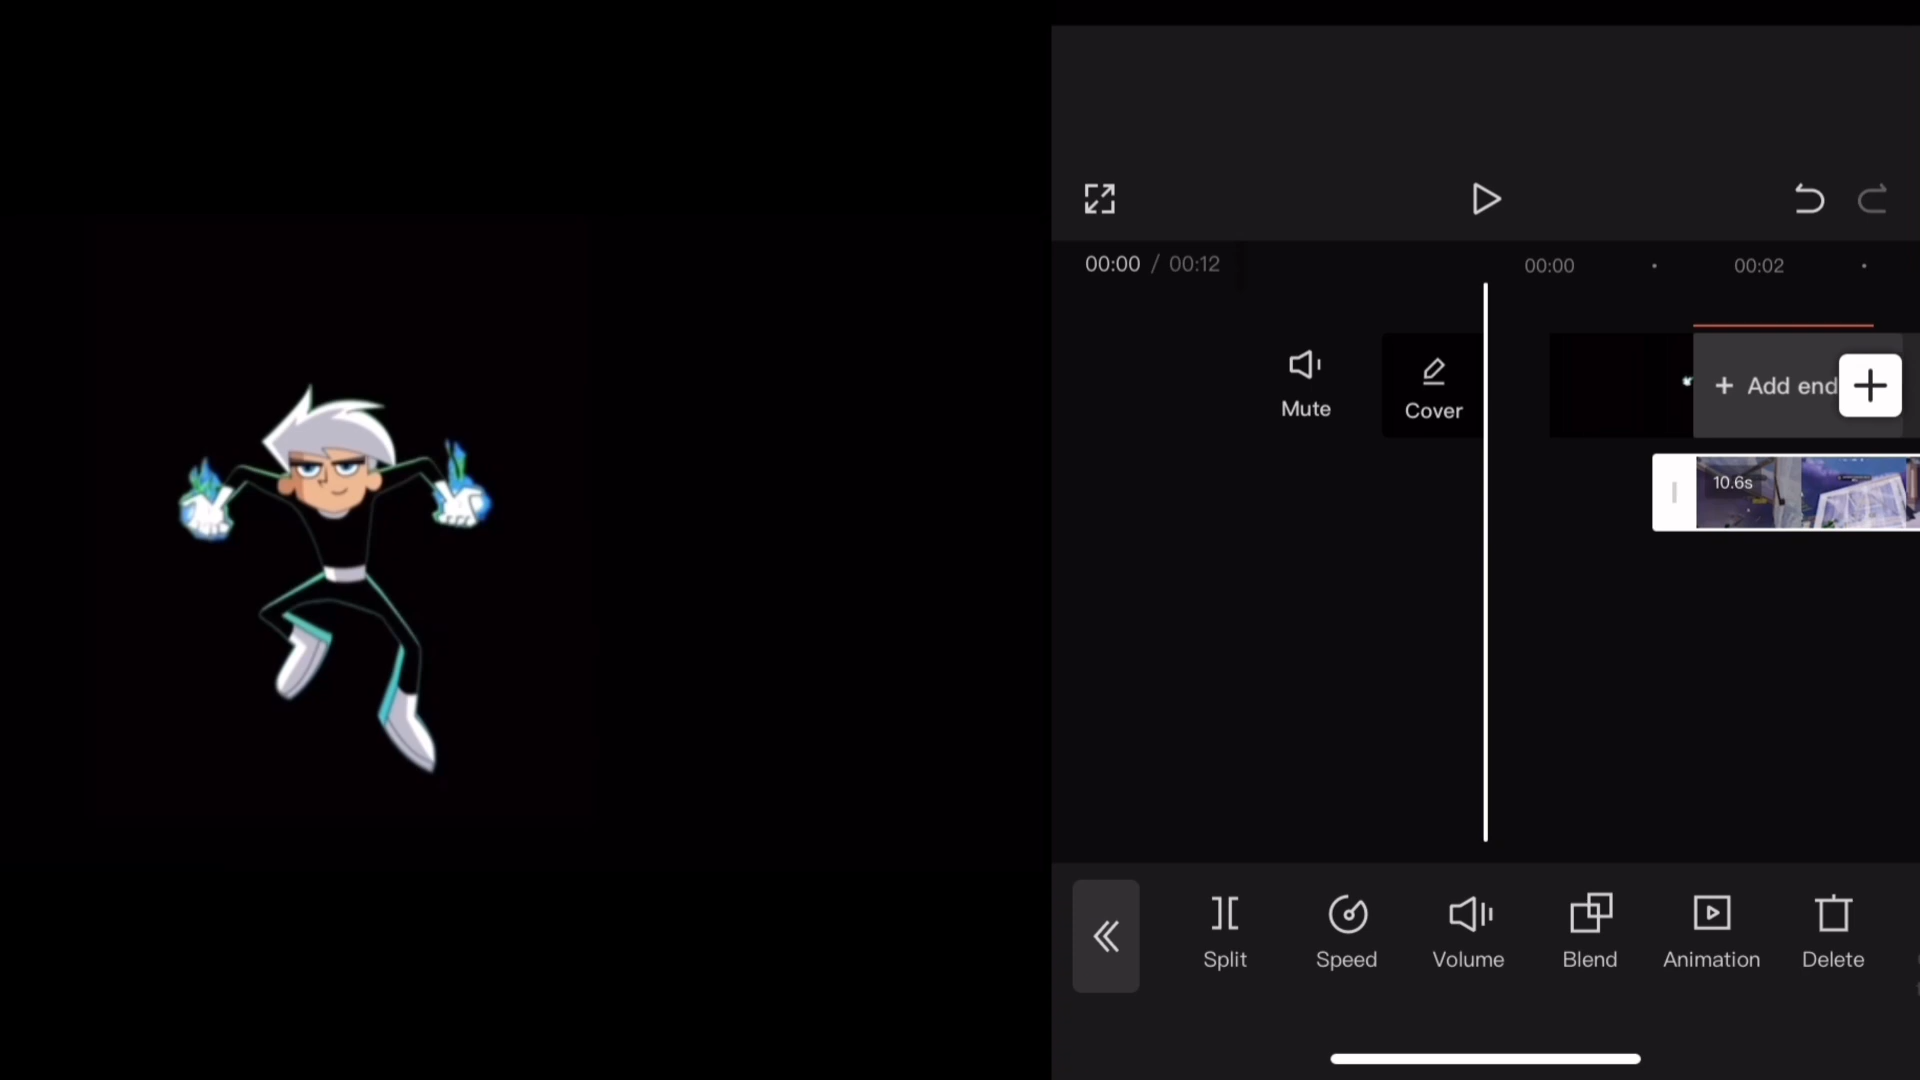 00:00 / 00:12
00:00
00:02
Mute
Cover
+ Add end
10.6s
Split
Speed
Volume
Blend
Animation
Delete